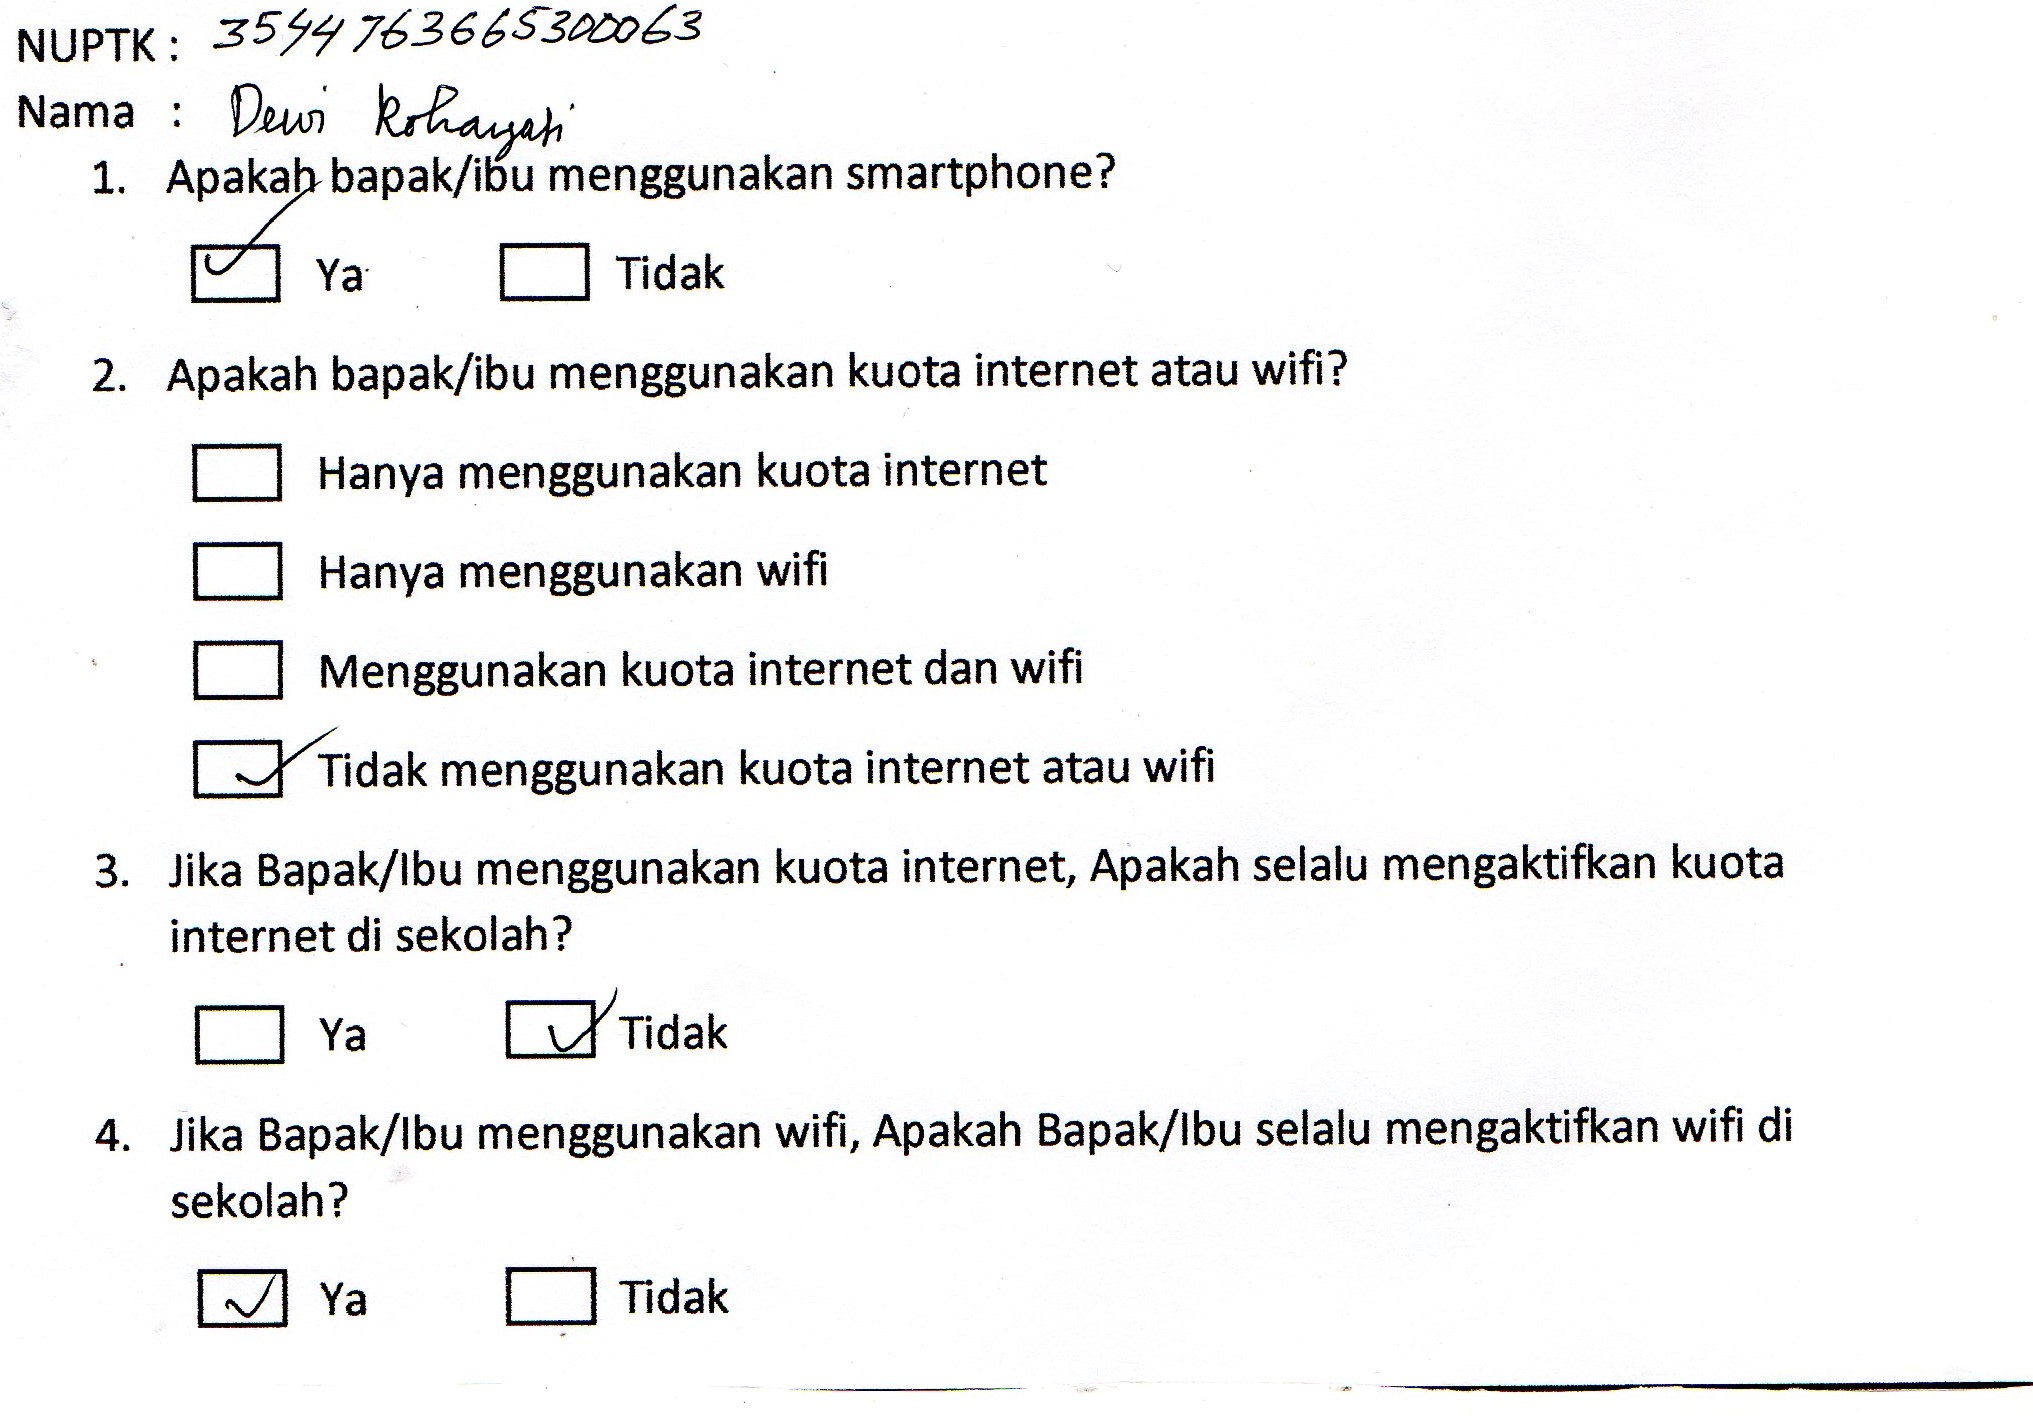 NUPTK : 3544763665300063
Nama : Dewi Rohayati
1. Apakah bapak/ibu menggunakan smartphone?
Ya Tidak
2. Apakah bapak/ibu menggunakan kuota internet atau wifi?
Hanya menggunakan kuota internet
Hanya menggunakan wifi
Menggunakan kuota internet dan wifi
Tidak menggunakan kuota internet atau wifi
3. Jika Bapak/Ibu menggunakan kuota internet, Apakah selalu mengaktifkan kuota
internet di sekolah?
Ya Tidak
4. Jika Bapak/Ibu menggunakan wifi, Apakah Bapak/Ibu selalu mengaktifkan wifi di
sekolah?
Ya Tidak